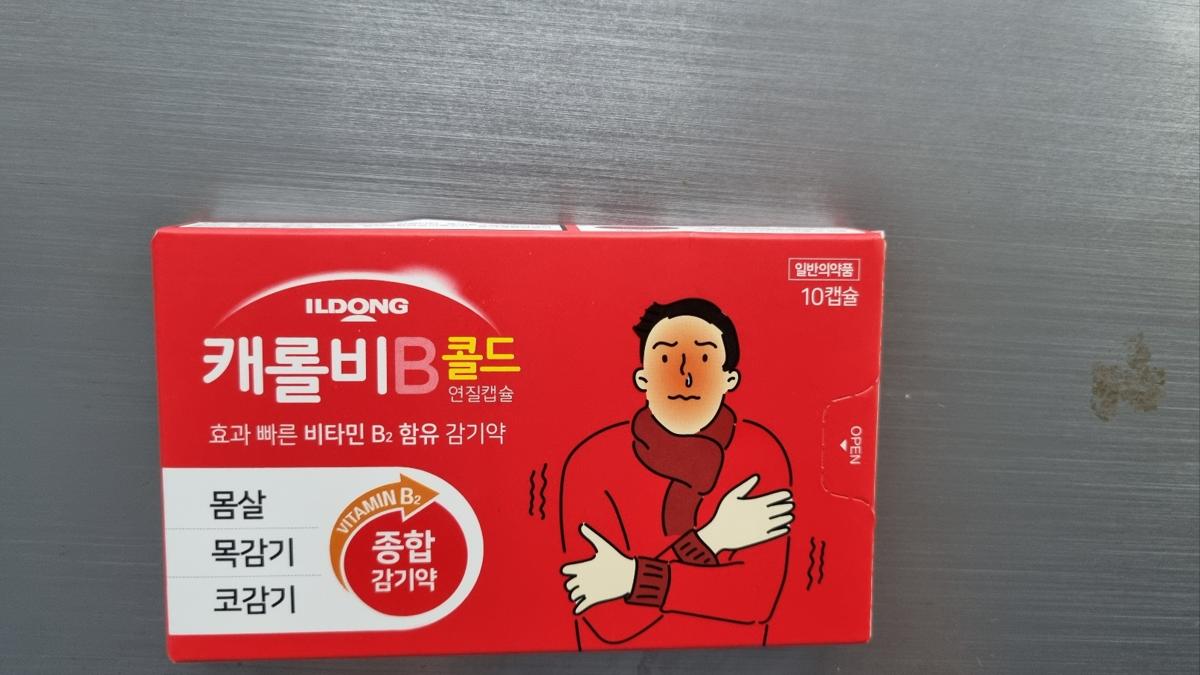 일반의약품
10캡슐
ILDONG
캐롤비B콜드
연질캡슐
효과 빠른 비타민 B₂ 함유 감기약
몸살
목감기
코감기
VITAMIN B₂
종합
감기약
OPEN